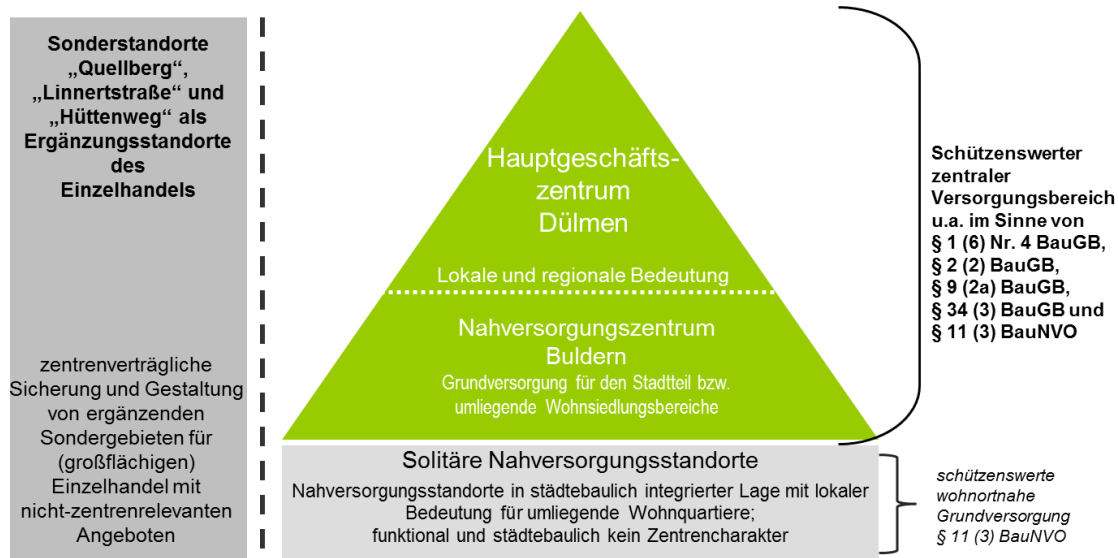 Sonderstandorte
„Quellberg“,
„Linnertstraße“ und
„Hüttenweg“ als
Ergänzungsstandorte
des
Einzelhandels
zentrenverträgliche
Sicherung und Gestaltung
von ergänzenden
Sondergebieten für
(großflächigen)
Einzelhandel mit
nicht-zentrenrelevanten
Angeboten
Hauptgeschäfts-
zentrum
Dülmen
Lokale und regionale Bedeutung
Nahversorgungszentrum
Buldern
Grundversorgung für den Stadtteil bzw.
umliegende Wohnsiedlungsbereiche
Solitäre Nahversorgungsstandorte
Nahversorgungsstandorte in städtebaulich integrierter Lage mit lokaler
Bedeutung für umliegende Wohnquartiere;
funktional und städtebaulich kein Zentrencharakter
Schützenswerter
zentraler
Versorgungsbereich
u.a. im Sinne von
§ 1 (6) Nr. 4 BauGB,
§ 2 (2) BauGB,
§ 9 (2a) BauGB,
§ 34 (3) BauGB und
§ 11 (3) BauNVO
schützenswerte
wohnortnahe
Grundversorgung
§ 11 (3) BauNVO